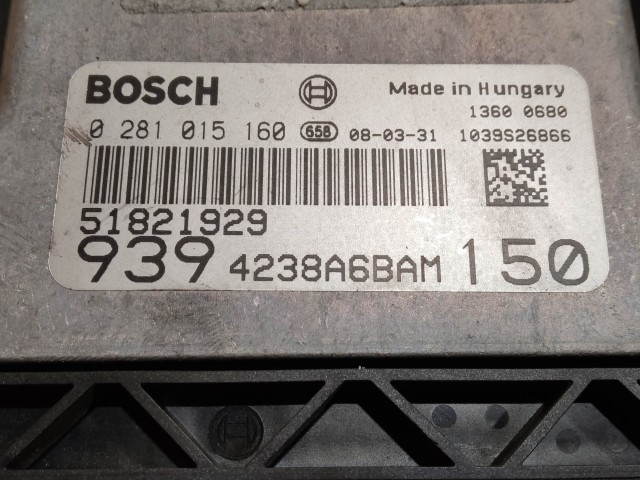 BOSCH Made in Hungary
1360 0680
0 281 015 160 658 08-03-31 1039S26866
51821929
939 4238A6BAM 150